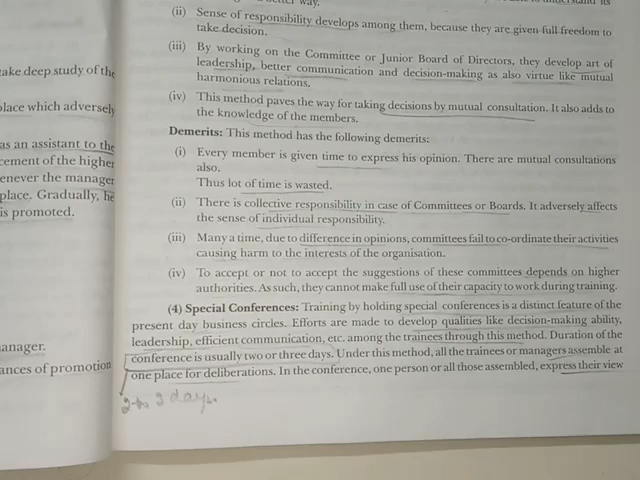 way.
(ii) Sense of responsibility develops among them, because they are given full freedom to
take decision.
(iii) By working on the Committee or Junior Board of Directors, they develop art of
leadership, better communication and decision-making as also virtue like mutual
harmonious relations.
(iv) This method paves the way for taking decisions by mutual consultation. It also adds to
the knowledge of the members.
Demerits: This method has the following demerits:
(i) Every member is given time to express his opinion. There are mutual consultations
also.
Thus lot of time is wasted.
(ii) There is collective responsibility in case of Committees or Boards. It adversely affects
the sense of individual responsibility.
(iii) Many a time, due to difference in opinions, committees fail to co-ordinate their activities
causing harm to the interests of the organisation.
(iv) To accept or not to accept the suggestions of these committees depends on higher
authorities. As such, they cannot make full use of their capacity to work during training.
(4) Special Conferences: Training by holding special conferences is a distinct feature of the
present day business circles. Efforts are made to develop qualities like decision-making ability,
leadership, efficient communication, etc. among the trainees through this method. Duration of the
conference is usually two or three days. Under this method, all the trainees or managers assemble at
one place for deliberations. In the conference, one person or all those assembled, express their view
2 to 3 days.
ake deep study of the
lace which adversely
as an assistant to the
cement of the higher
enever the manager
place. Gradually, he
is promoted.
anager.
ances of promotion